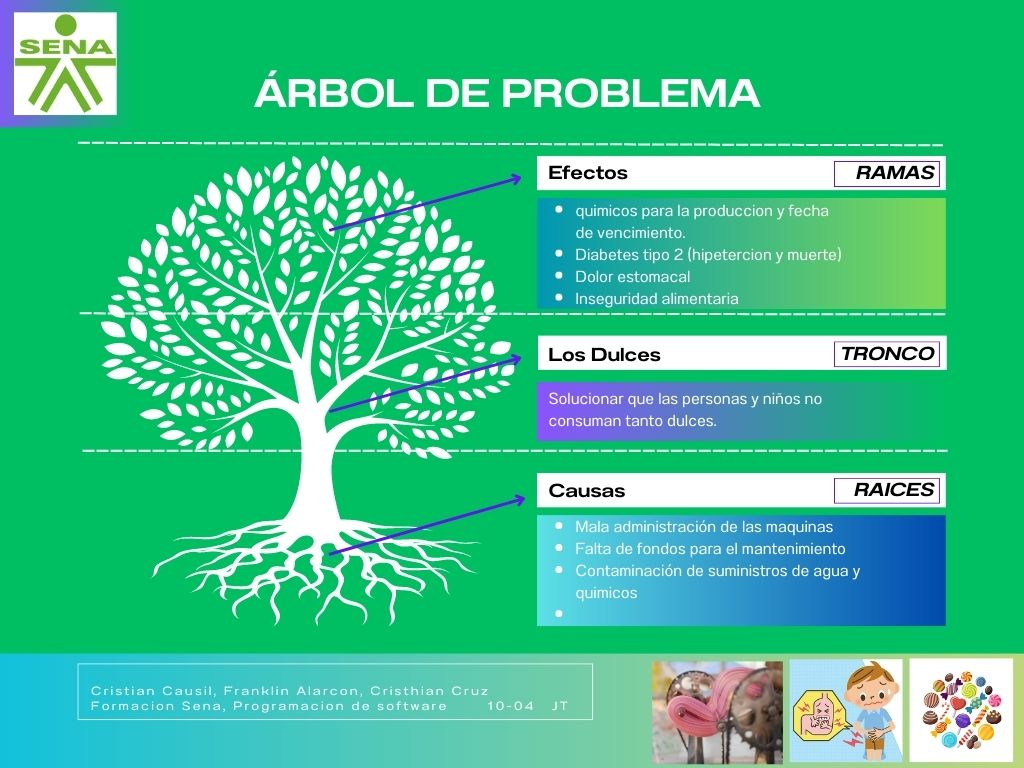 SENA
ÁRBOL DE PROBLEMA
Efectos RAMAS
quimicos para la produccion y fecha
de vencimiento.
Diabetes tipo 2 (hipetercion y muerte)
Dolor estomacal
Inseguridad alimentaria
Los Dulces TRONCO
Solucionar que las personas y niños no
consuman tanto dulces.
Causas RAICES
Mala administración de las maquinas
Falta de fondos para el mantenimiento
Contaminación de suministros de agua y
quimicos
Cristian Causil, Franklin Alarcon, Cristhian Cruz
Formacion Sena, Programacion de software 10-04 JT